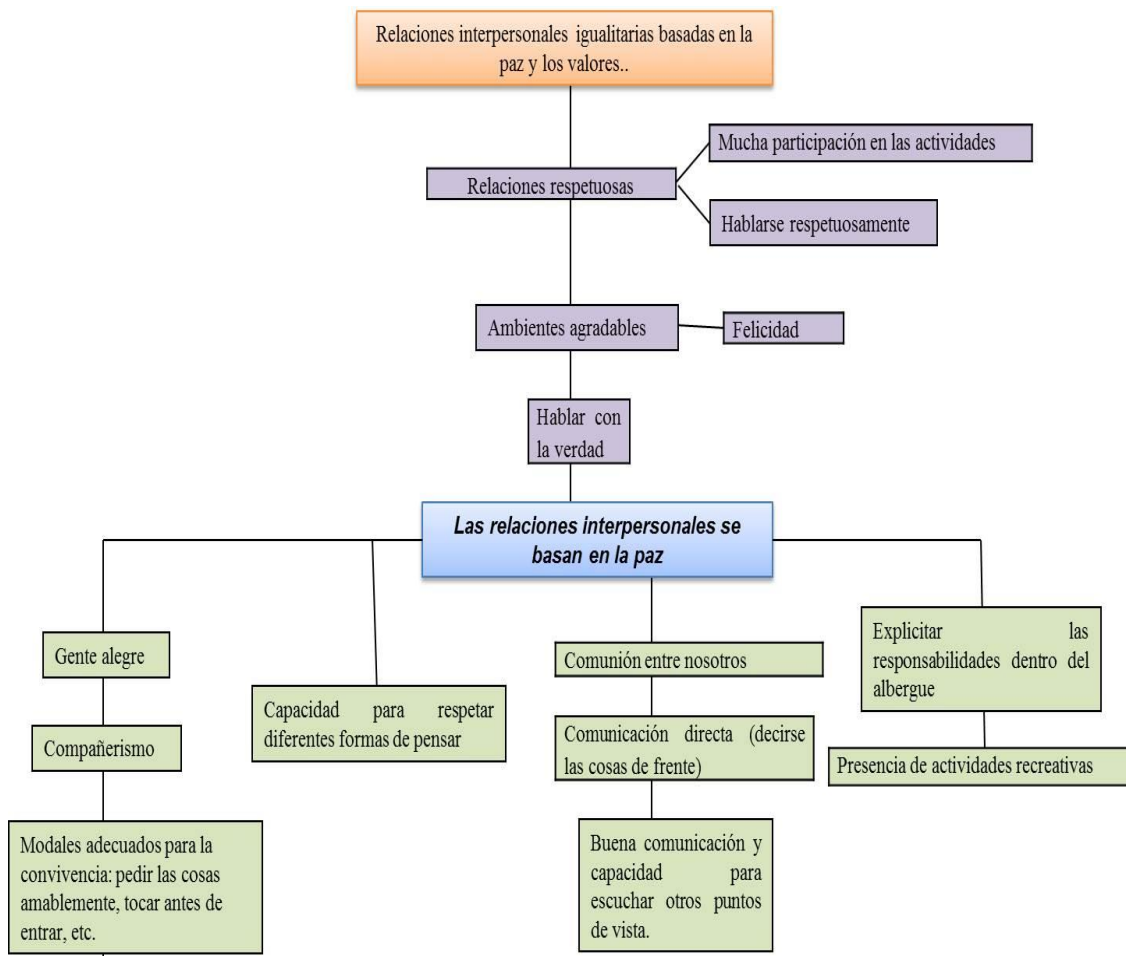 Relaciones interpersonales igualitarias basadas en la
paz y los valores..
Mucha participación en las actividades
Relaciones respetuosas
Hablarse respetuosamente
Ambientes agradables
Felicidad
Hablar con
la verdad
Las relaciones interpersonales se
basan en la paz
Gente alegre
Compañerismo
Modales adecuados para la
convivencia: pedir las cosas
amablemente, tocar antes de
entrar, etc.
Capacidad para respetar
diferentes formas de pensar
Comunión entre nosotros
Comunicación directa (decirse
las cosas de frente)
Buena comunicación y
capacidad para
escuchar otros puntos
de vista.
Explicitar las
responsabilidades dentro del
albergue
Presencia de actividades recreativas